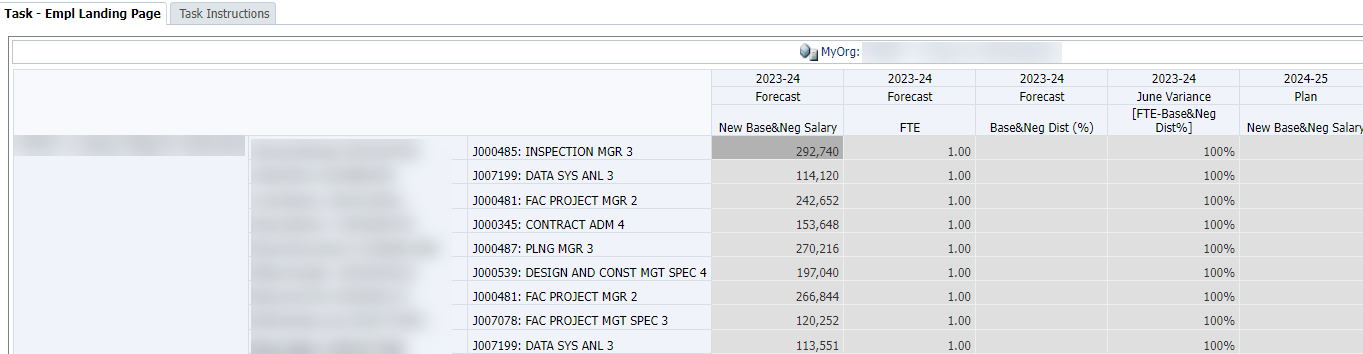 Task - Empl Landing Page Task Instructions
MyOrg:
2023-24 2023-24 2023-24 2023-24 2024-25
Forecast Forecast Forecast June Variance Plan
New Base&Neg Salary FTE Base&Neg Dist (%) [FTE-Base&Neg Dist%] New Base&Neg Salary
J000485: INSPECTION MGR 3 292,740 1.00 100%
J007199: DATA SYS ANL 3 114,120 1.00 100%
J000481: FAC PROJECT MGR 2 242,652 1.00 100%
J000345: CONTRACT ADM 4 153,648 1.00 100%
J000487: PLNG MGR 3 270,216 1.00 100%
J000539: DESIGN AND CONST MGT SPEC 4 197,040 1.00 100%
J000481: FAC PROJECT MGR 2 266,844 1.00 100%
J007078: FAC PROJECT MGT SPEC 3 120,252 1.00 100%
J007199: DATA SYS ANL 3 113,551 1.00 100%